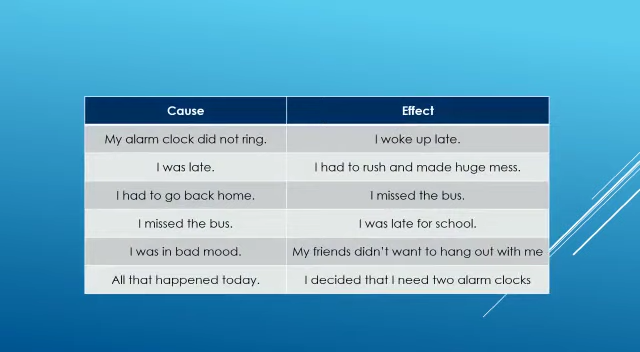 Cause Effect
My alarm clock did not ring. I woke up late.
I was late. I had to rush and made huge mess.
I had to go back home. I missed the bus.
I missed the bus. I was late for school.
I was in bad mood. My friends didn't want to hang out with me
All that happened today. I decided that I need two alarm clocks